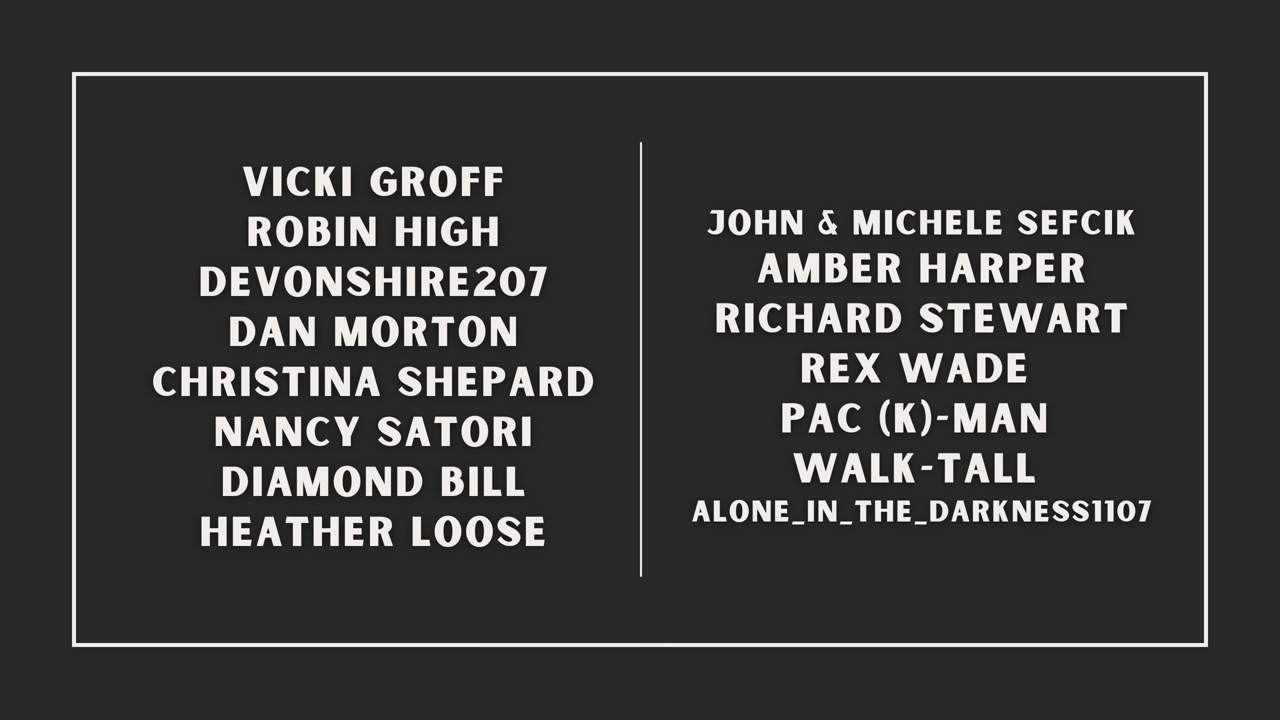 VICKI GROFF
ROBIN HIGH
DEVONSHIRE207
DAN MORTON
CHRISTINA SHEPARD
NANCY SATORI
DIAMOND BILL
HEATHER LOOSE
JOHN & MICHELE SEFCIK
AMBER HARPER
RICHARD STEWART
REX WADE
PAC (K)-MAN
WALK-TALL
ALONE_IN_THE_DARKNESS1107